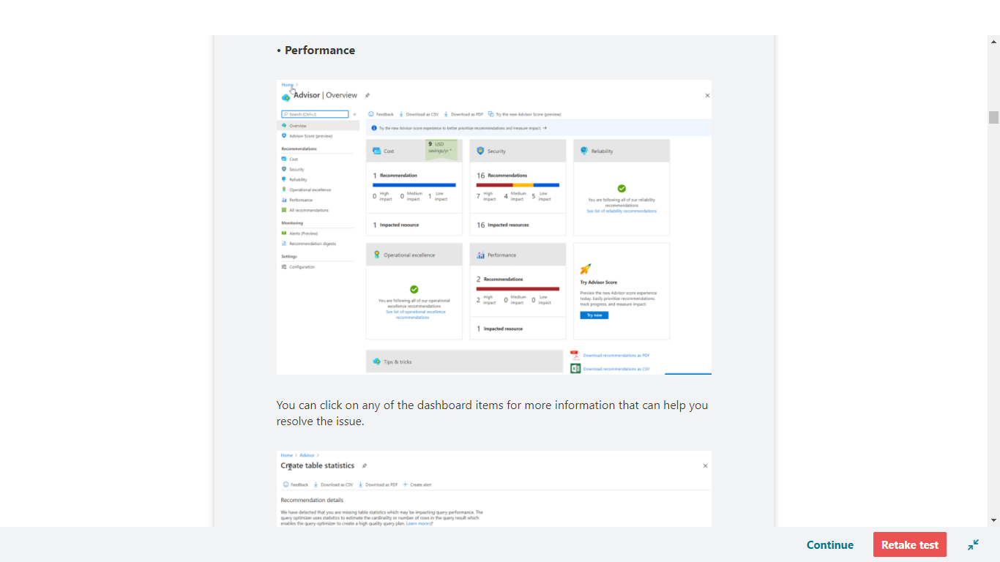 • Performance
Home >
Advisor | Overview
Search (Ctrl+/)
«
Feedback Download as CSV Download as PDF Try the new Advisor Score (preview)
Overview
Advisor Score (preview)
Recommendations
Cost
Security
Reliability
Operational excellence
Performance
All recommendations
Monitoring
Alerts (Preview)
Recommendation digests
Settings
Configuration
Try the new Advisor score experience to better prioritize recommendations and measure impact. →
Cost
9 USD
savings/yr *
1 Recommendation
0 High impact 0 Medium impact 1 Low impact
1 Impacted resource
Security
16 Recommendations
7 High impact 4 Medium impact 5 Low impact
16 Impacted resources
Reliability
You are following all of our reliability
recommendations
See list of reliability recommendations
Operational excellence
You are following all of our operational
excellence recommendations
See list of operational excellence
recommendations
Performance
2 Recommendations
2 High impact 0 Medium impact 0 Low impact
1 Impacted resource
Try Advisor Score
Preview the new Advisor score experience
today. Easily prioritize recommendations,
track progress, and measure impact.
Try now
Tips & tricks
Download recommendations as PDF
Download recommendations as CSV
You can click on any of the dashboard items for more information that can help you
resolve the issue.
Home > Advisor >
Create table statistics
Feedback Download as CSV Download as PDF Create alert
Recommendation details
We have detected that you are missing table statistics which may be impacting query performance. The
query optimizer uses statistics to estimate the cardinality or number of rows in the query result which
enables the query optimizer to create a high quality query plan. Learn more
Continue
Retake test